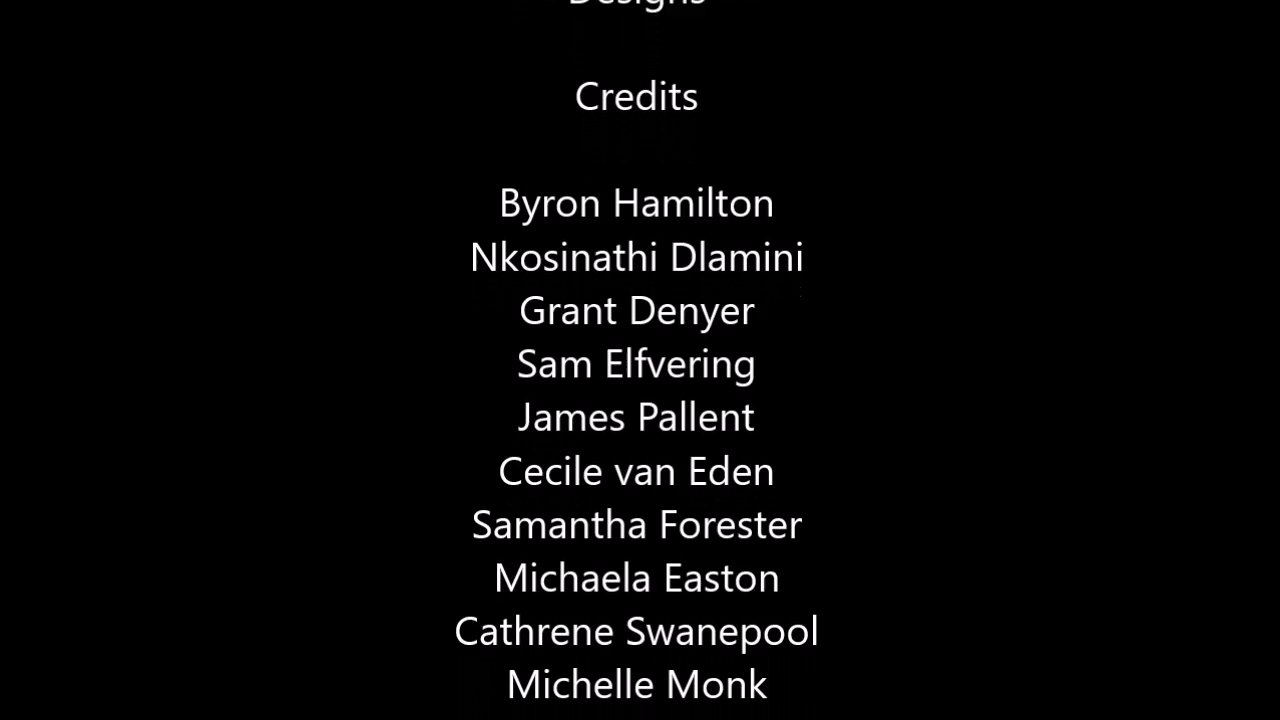 Designs
Credits
Byron Hamilton
Nkosinathi Dlamini
Grant Denyer
Sam Elfvering
James Pallent
Cecile van Eden
Samantha Forester
Michaela Easton
Cathrene Swanepool
Michelle Monk